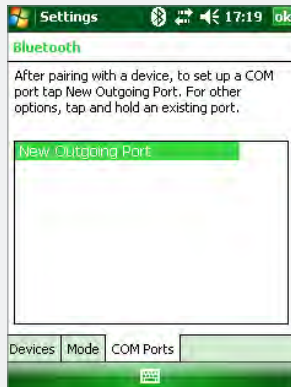 Settings 17:19 ok
Bluetooth
After pairing with a device, to set up a COM
port tap New Outgoing Port. For other
options, tap and hold an existing port.
New Outgoing Port
Devices Mode COM Ports